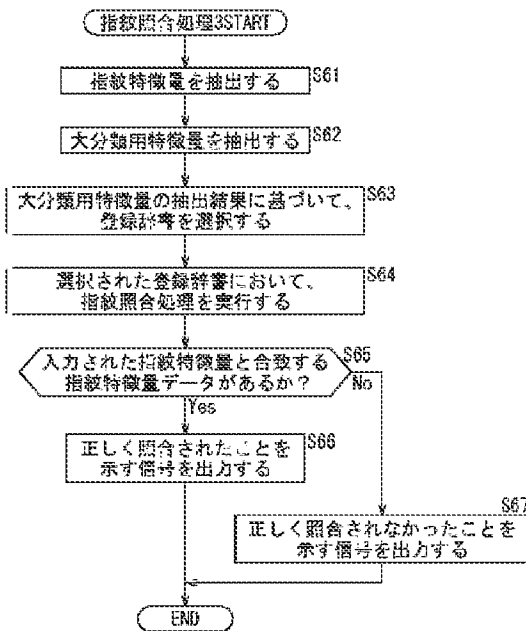 指紋照合処理3START
指紋特徴量を抽出する
S61
大分類用特徴量を抽出する
S62
大分類用特徴量の抽出結果に基づいて、
登録辞書を選択する
S63
選択された登録辞書において、
指紋照合処理を実行する
S64
入力された指紋特徴量と合致する
指紋特徴量データがあるか？
S65
No
Yes
正しく照合されたことを
示す信号を出力する
S66
正しく照合されなかったことを
示す信号を出力する
S67
END